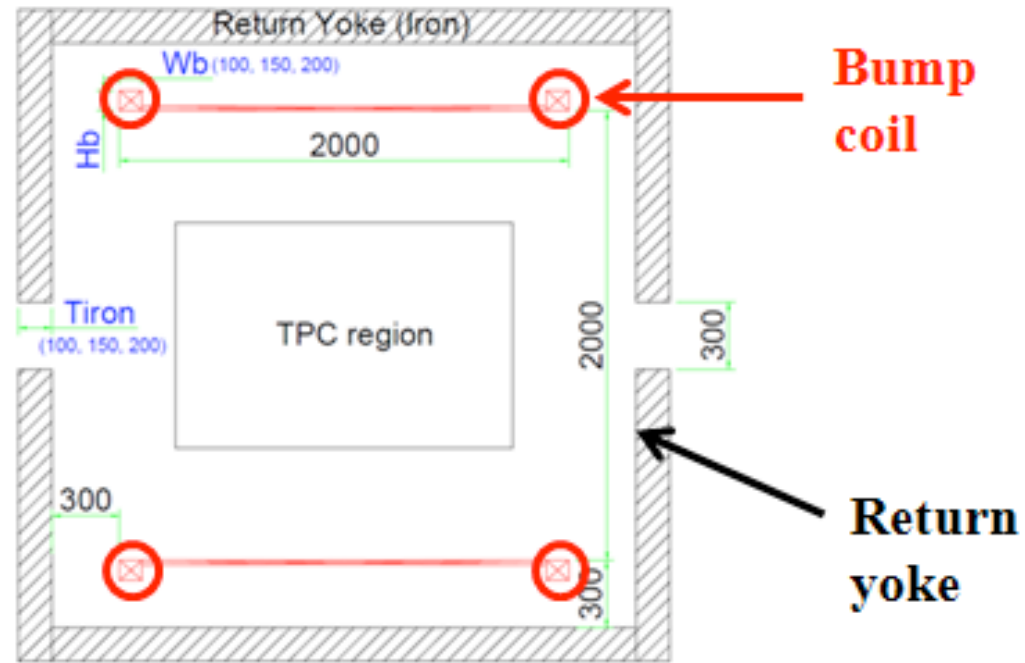 Return Yoke (Iron)
Wb (100, 150, 200)
Bump
coil
Hb
2000
Tiron
(100, 150, 200)
TPC region
2000
300
300
300
Return
yoke